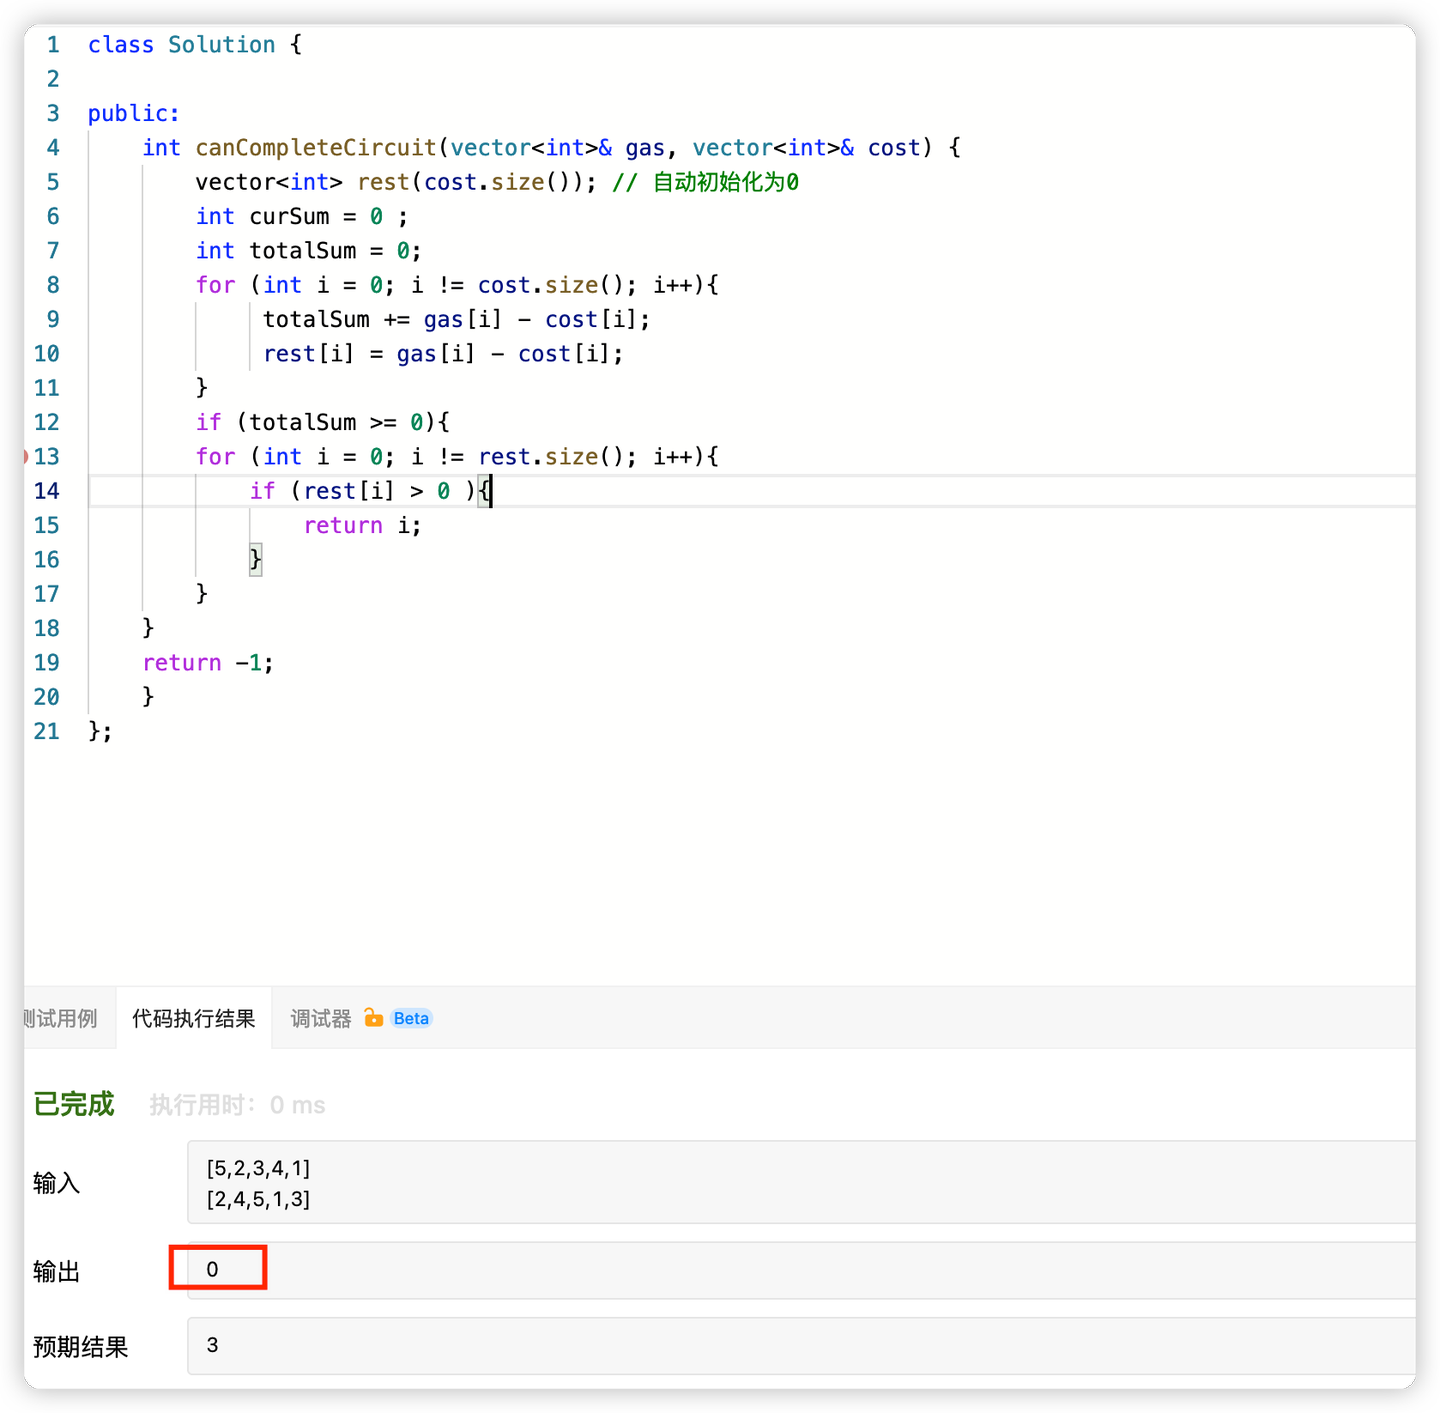 1 class Solution {
2
3 public:
4 int canCompleteCircuit(vector<int>& gas, vector<int>& cost) {
5 vector<int> rest(cost.size()); // 自动初始化为0
6 int curSum = 0 ;
7 int totalSum = 0;
8 for (int i = 0; i != cost.size(); i++){
9 totalSum += gas[i] - cost[i];
10 rest[i] = gas[i] - cost[i];
11 }
12 if (totalSum >= 0){
13 for (int i = 0; i != rest.size(); i++){
14 if (rest[i] > 0 ){
15 return i;
16 }
17 }
18 }
19 return -1;
20 }
21 };
测试用例 代码执行结果 调试器 Beta
已完成 执行用时：0 ms
输入
[5,2,3,4,1]
[2,4,5,1,3]
输出 0
预期结果 3